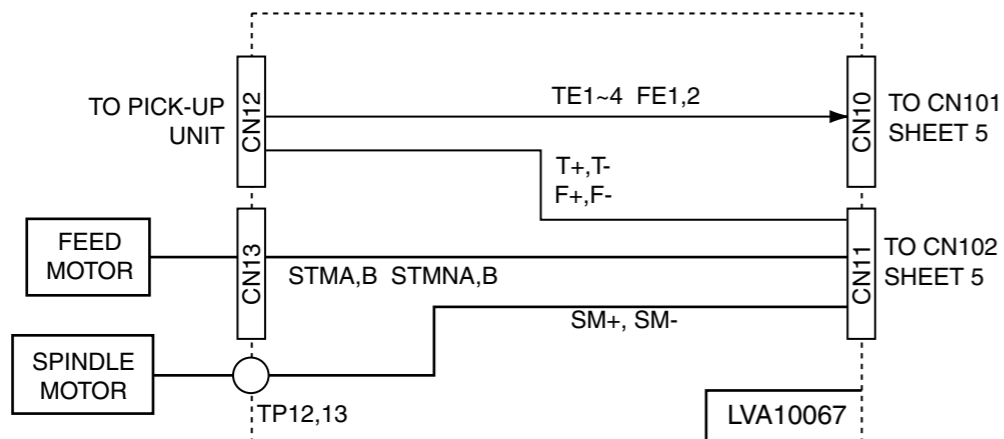 TO PICK-UP
UNIT
CN12
TE1~4 FE1,2
CN10
TO CN101
SHEET 5
T+,T-
F+,F-
FEED
MOTOR
CN13
STMA,B STMNA,B
CN11
TO CN102
SHEET 5
SM+, SM-
SPINDLE
MOTOR
TP12,13
LVA10067